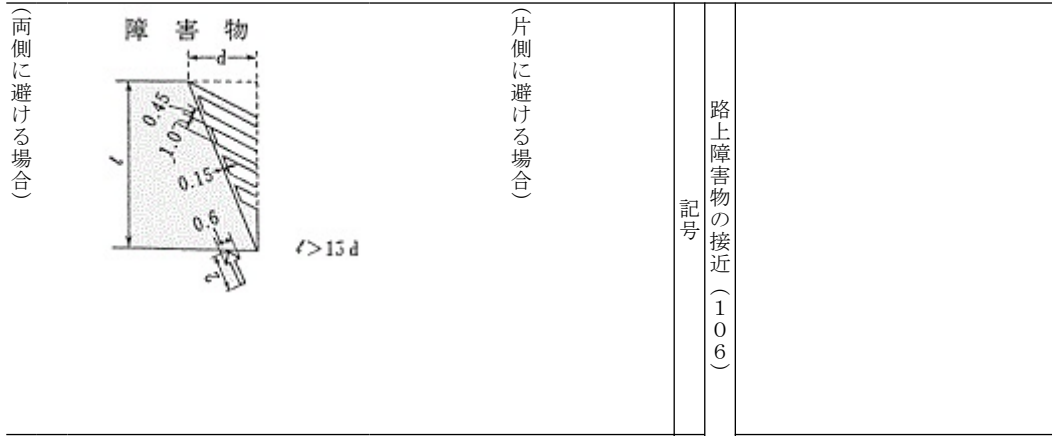 路上障害物の接近（１０６）
記号
（片側に避ける場合）
障害物
d
0.45
1.0
ℓ
0.15
0.6
2
ℓ>15d
（両側に避ける場合）